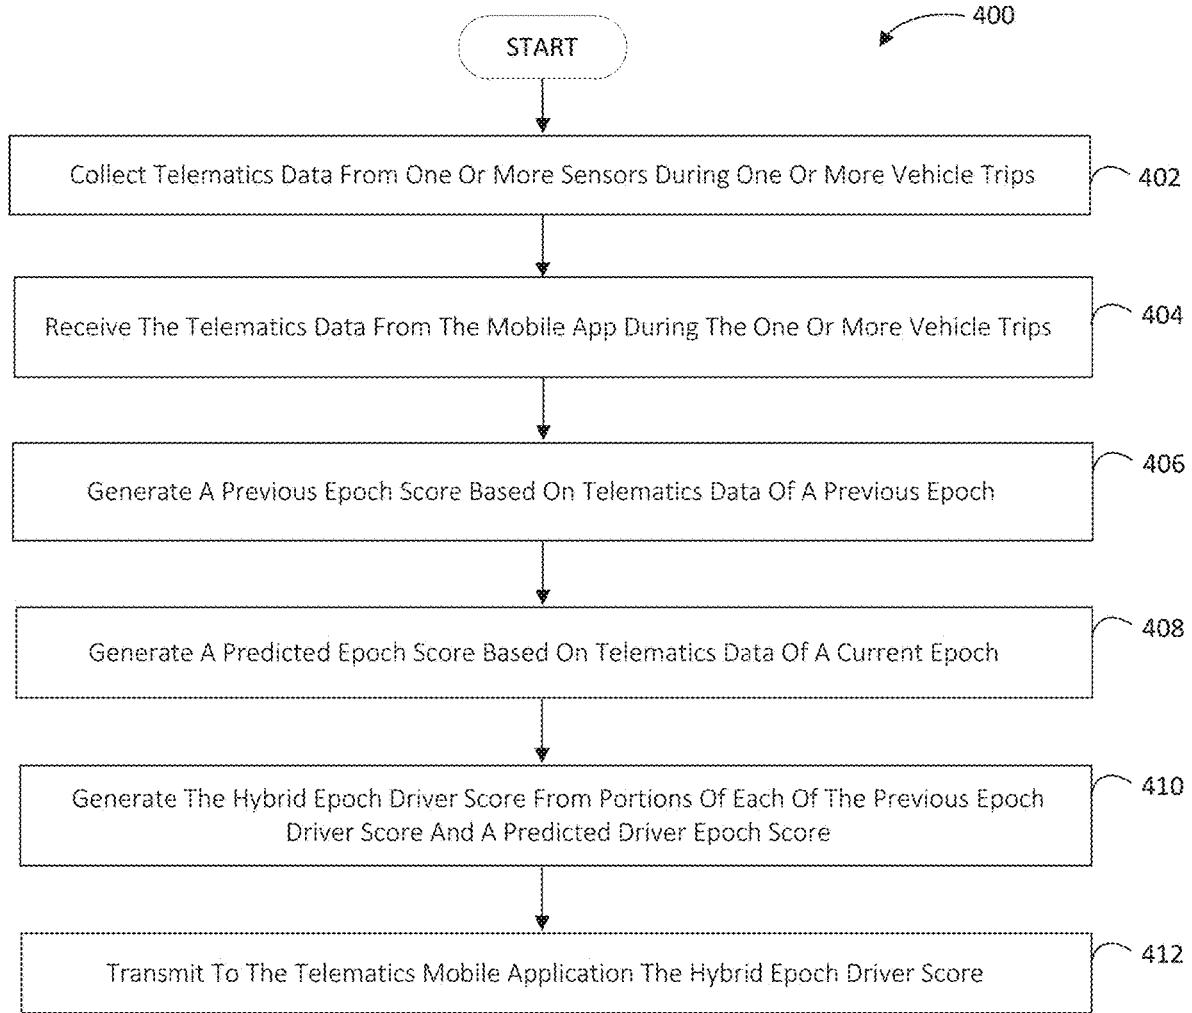 400
START
Collect Telematics Data From One Or More Sensors During One Or More Vehicle Trips
402
Receive The Telematics Data From The Mobile App During The One Or More Vehicle Trips
404
Generate A Previous Epoch Score Based On Telematics Data Of A Previous Epoch
406
Generate A Predicted Epoch Score Based On Telematics Data Of A Current Epoch
408
Generate The Hybrid Epoch Driver Score From Portions Of Each Of The Previous Epoch
Driver Score And A Predicted Driver Epoch Score
410
Transmit To The Telematics Mobile Application The Hybrid Epoch Driver Score
412